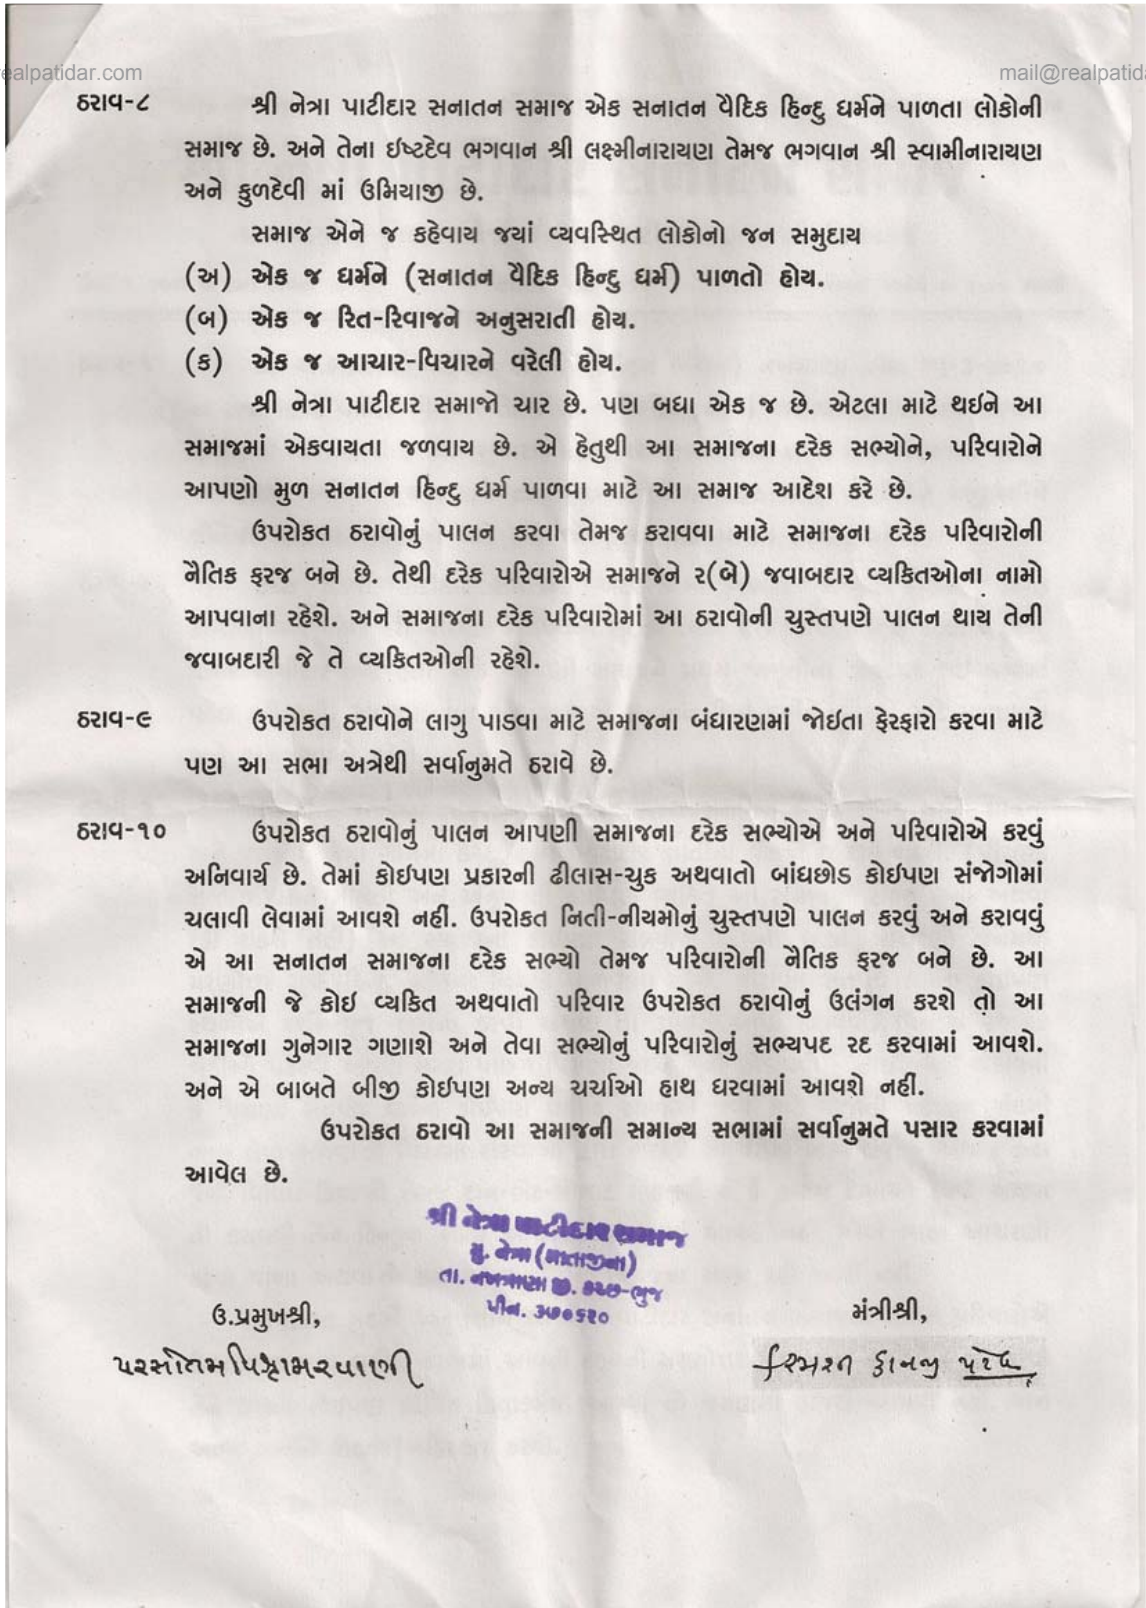 realpatidar.com
mail@realpatid
ઠરાવ-૮ શ્રી નેત્રા પાટીદાર સનાતન સમાજ એક સનાતન વૈદિક હિન્દુ ધર્મને પાળતા લોકોની
સમાજ છે. અને તેના ઈષ્ટદેવ ભગવાન શ્રી લક્ષ્મીનારાયણ તેમજ ભગવાન શ્રી સ્વામીનારાયણ
અને કુળદેવી માં ઉમિયાજી છે.
સમાજ એને જ કહેવાય જયાં વ્યવસ્થિત લોકોનો જન સમુદાય
(અ) એક જ ધર્મને (સનાતન વૈદિક હિન્દુ ધર્મ) પાળતો હોય.
(બ) એક જ રિત-રિવાજને અનુસરાતી હોય.
(ક) એક જ આચાર-વિચારને વરેલી હોય.
શ્રી નેત્રા પાટીદાર સમાજો ચાર છે. પણ બધા એક જ છે. એટલા માટે થઈને આ
સમાજમાં એકવાયતા જળવાય છે. એ હેતુથી આ સમાજના દરેક સભ્યોને, પરિવારોને
આપણો મુળ સનાતન હિન્દુ ધર્મ પાળવા માટે આ સમાજ આદેશ કરે છે.
ઉપરોકત ઠરાવોનું પાલન કરવા તેમજ કરાવવા માટે સમાજના દરેક પરિવારોની
નૈતિક ફરજ બને છે. તેથી દરેક પરિવારોએ સમાજને ૨(બે) જવાબદાર વ્યકિતઓના નામો
આપવાના રહેશે. અને સમાજના દરેક પરિવારોમાં આ ઠરાવોની ચુસ્તપણે પાલન થાય તેની
જવાબદારી જે તે વ્યકિતઓની રહેશે.
ઠરાવ-૯ ઉપરોકત ઠરાવોને લાગુ પાડવા માટે સમાજના બંધારણમાં જોઈતા ફેરફારો કરવા માટે
પણ આ સભા અત્રેથી સર્વાનુમતે ઠરાવે છે.
ઠરાવ-૧૦ ઉપરોકત ઠરાવોનું પાલન આપણી સમાજના દરેક સભ્યોએ અને પરિવારોએ કરવું
અનિવાર્ય છે. તેમાં કોઈપણ પ્રકારની ઢીલાસ-ચુક અથવાતો બાંધછોડ કોઈપણ સંજોગોમાં
ચલાવી લેવામાં આવશે નહીં. ઉપરોકત નિતી-નીયમોનું ચુસ્તપણે પાલન કરવું અને કરાવવું
એ આ સનાતન સમાજના દરેક સભ્યો તેમજ પરિવારોની નૈતિક ફરજ બને છે. આ
સમાજની જે કોઈ વ્યકિત અથવાતો પરિવાર ઉપરોકત ઠરાવોનું ઉલંગન કરશે તો આ
સમાજના ગુનેગાર ગણાશે અને તેવા સભ્યોનું પરિવારોનું સભ્યપદ રદ કરવામાં આવશે.
અને એ બાબતે બીજી કોઈપણ અન્ય ચર્ચાઓ હાથ ધરવામાં આવશે નહીં.
ઉપરોકત ઠરાવો આ સમાજની સમાન્ય સભામાં સર્વાનુમતે પસાર કરવામાં
આવેલ છે.
શ્રી નેત્રા પાટીદાર સમાજ
મુ. નેત્રા (માતાજીના)
તા. નખત્રાણા જી. કચ્છ-ભુજ
પીન. ૩૭૦૬૨૦
ઉ.પ્રમુખશ્રી,
મંત્રીશ્રી,
પરસોતમ વિશ્રામ રવાણી
કાનજી પટેલ